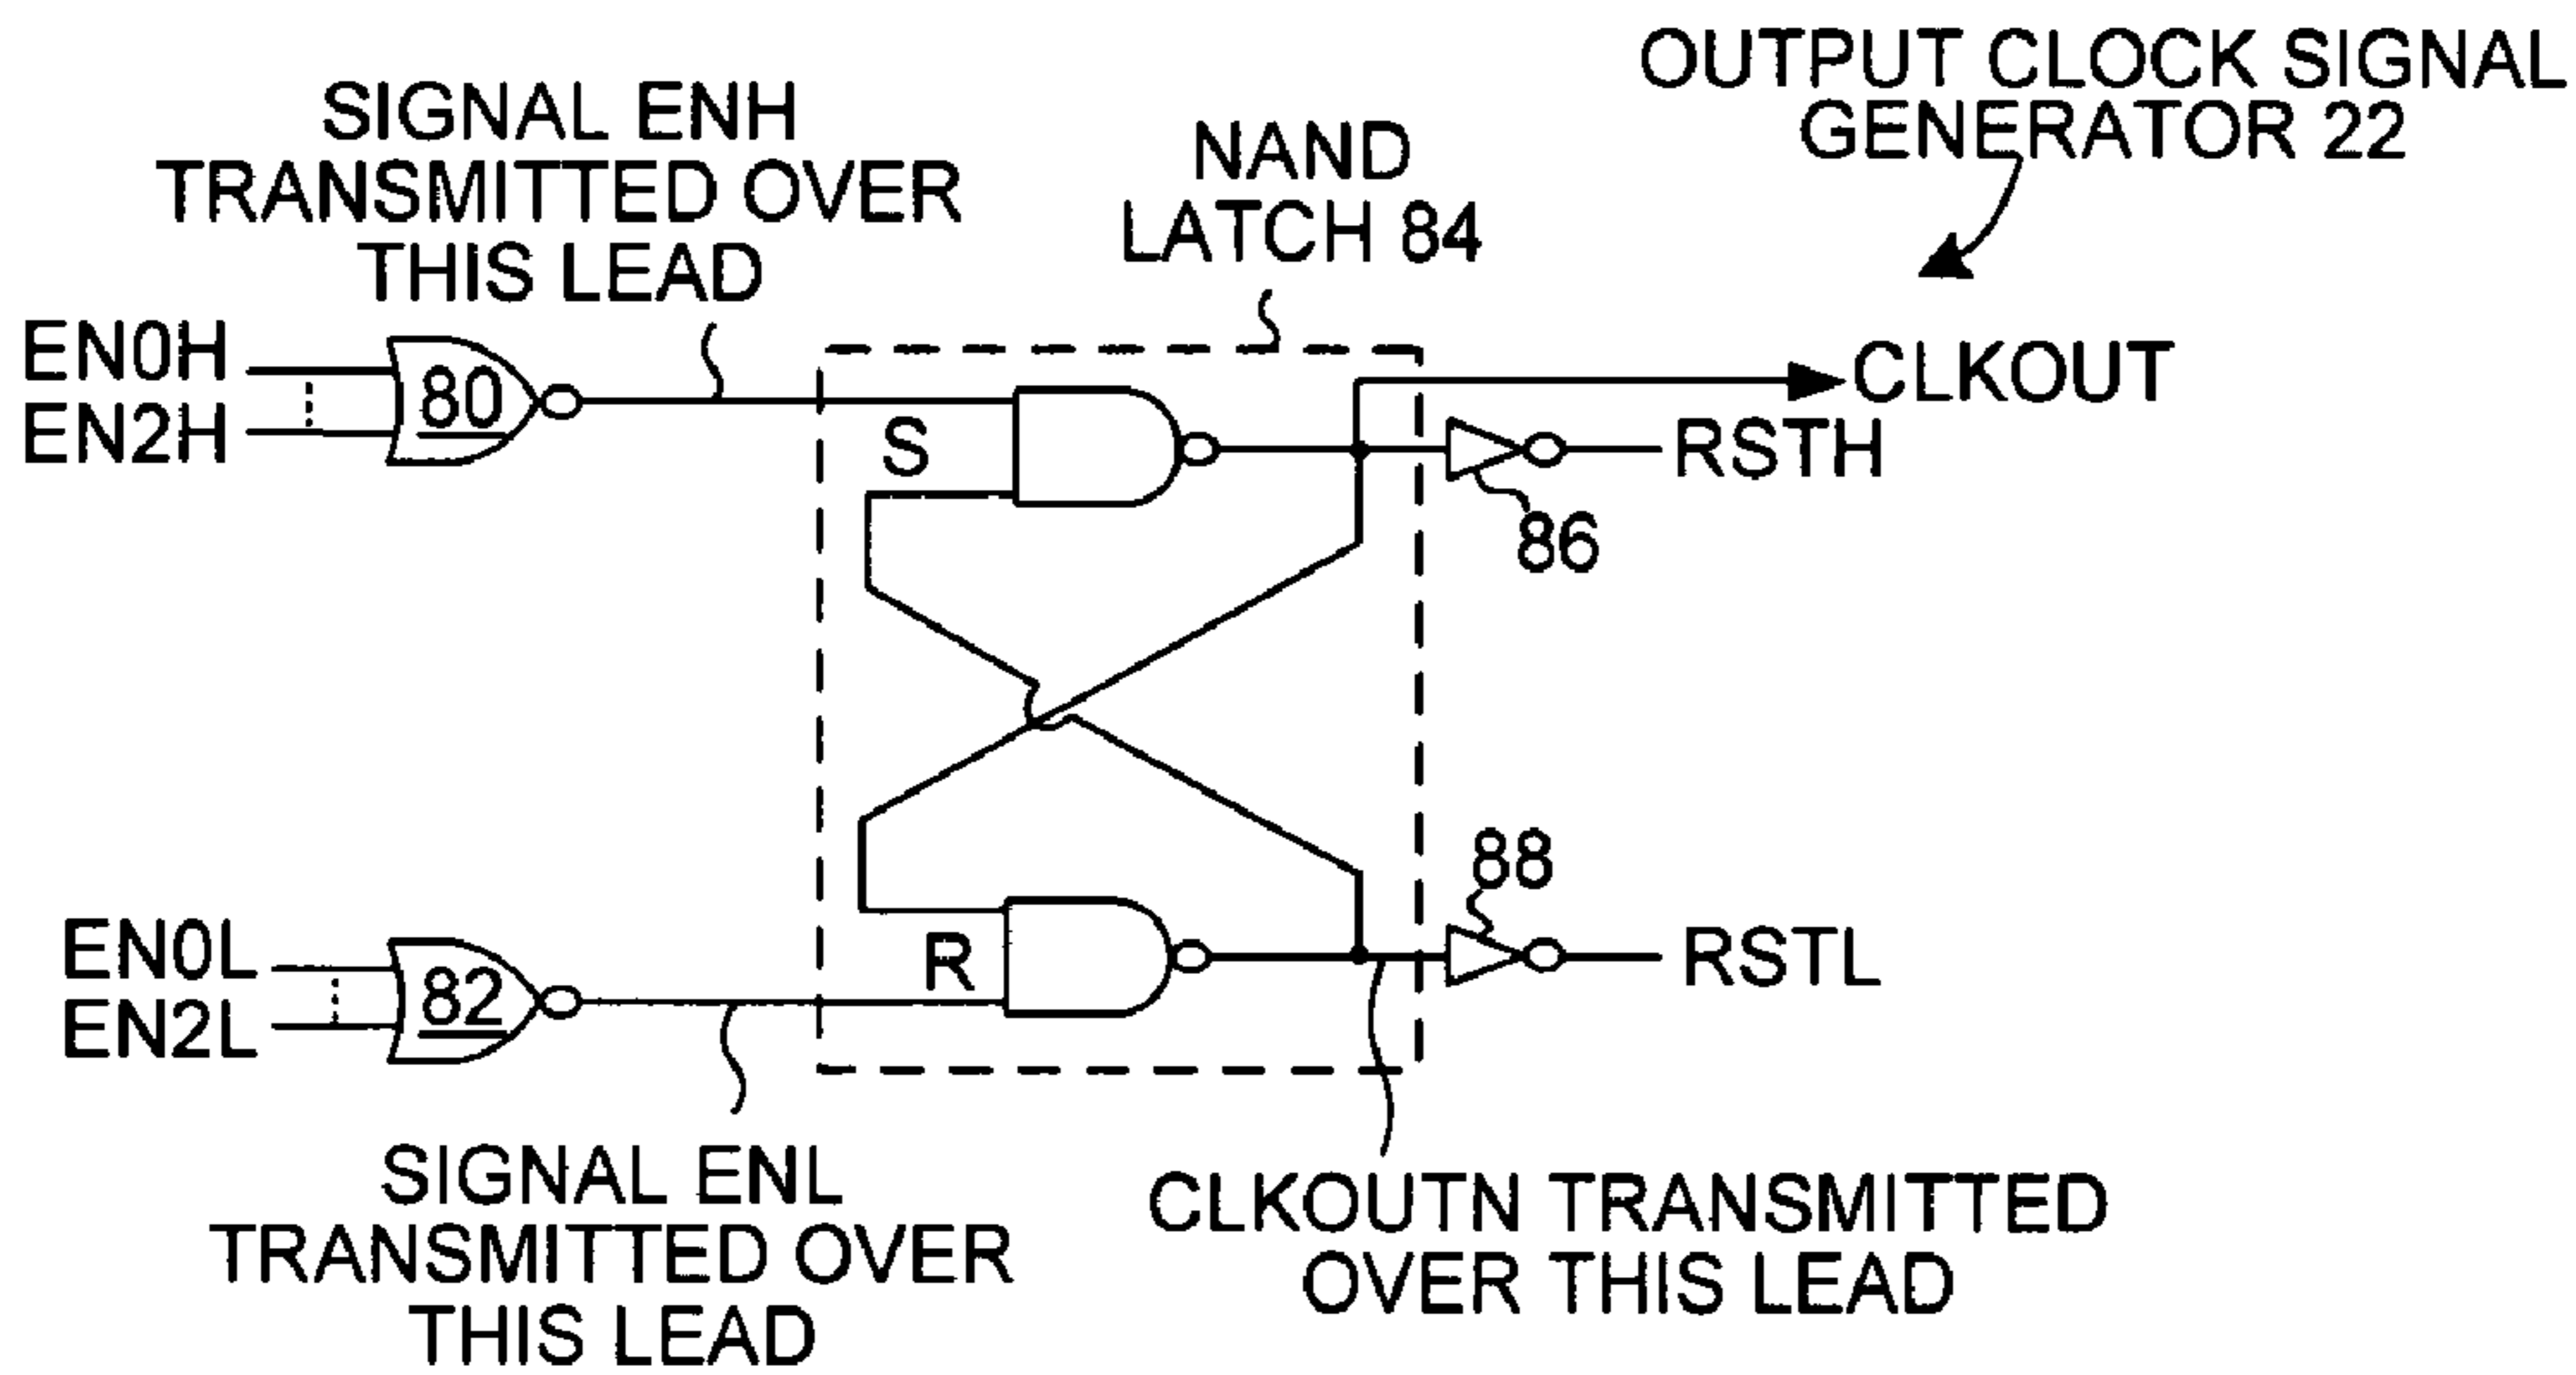 OUTPUT CLOCK SIGNAL
GENERATOR 22
SIGNAL ENH
TRANSMITTED OVER
THIS LEAD
NAND
LATCH 84
EN0H
EN2H
80
S
CLKOUT
RSTH
86
EN0L
EN2L
82
R
88
RSTL
SIGNAL ENL
TRANSMITTED OVER
THIS LEAD
CLKOUTN TRANSMITTED
OVER THIS LEAD